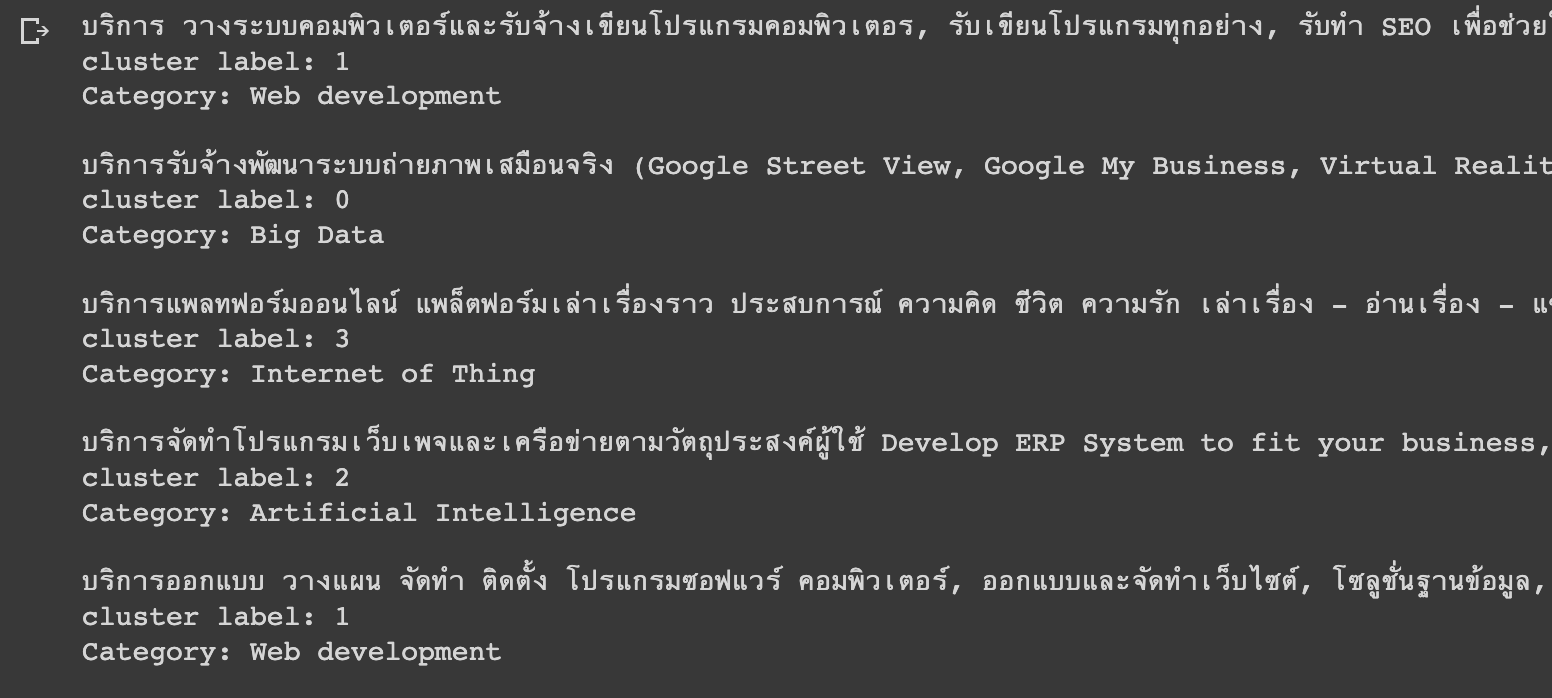 บริการ วางระบบคอมพิวเตอร์และรับจ้างเขียนโปรแกรมคอมพิวเตอร, รับเขียนโปรแกรมทุกอย่าง, รับทำ SEO เพื่อช่วย
cluster label: 1
Category: Web development
บริการรับจ้างพัฒนาระบบถ่ายภาพเสมือนจริง (Google Street View, Google My Business, Virtual Realit
cluster label: 0
Category: Big Data
บริการแพลทฟอร์มออนไลน์ แพล็ตฟอร์มเล่าเรื่องราว ประสบการณ์ ความคิด ชีวิต ความรัก เล่าเรื่อง - อ่านเรื่อง -
cluster label: 3
Category: Internet of Thing
บริการจัดทำโปรแกรมเว็บเพจและเครือข่ายตามวัตถุประสงค์ผู้ใช้ Develop ERP System to fit your business,
cluster label: 2
Category: Artificial Intelligence
บริการออกแบบ วางแผน จัดทำ ติดตั้ง โปรแกรมซอฟแวร์ คอมพิวเตอร์, ออกแบบและจัดทำเว็บไซต์, โซลูชั่นฐานข้อมูล,
cluster label: 1
Category: Web development